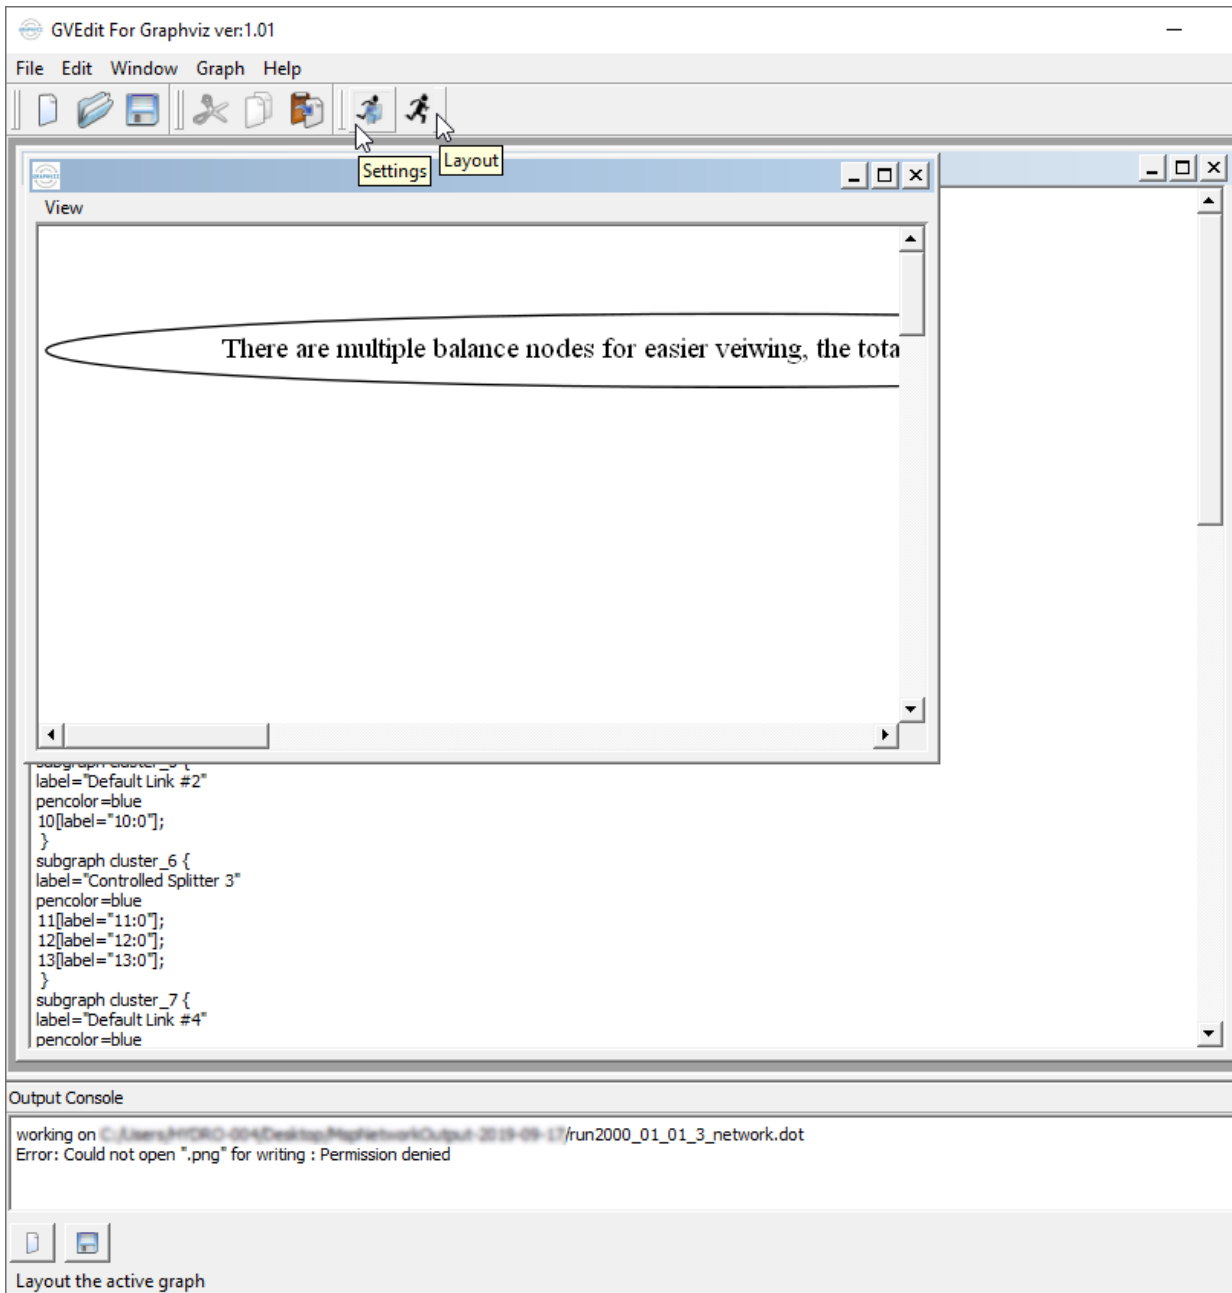 GVEdit For Graphviz ver:1.01
File Edit Window Graph Help
Settings
Layout
View
There are multiple balance nodes for easier veiwing, the tota
label="Default Link #2"
pencolor=blue
10[label="10:0"];
}
subgraph cluster_6 {
label="Controlled Splitter 3"
pencolor=blue
11[label="11:0"];
12[label="12:0"];
13[label="13:0"];
}
subgraph cluster_7 {
label="Default Link #4"
pencolor=blue
Output Console
working on /run2000_01_01_3_network.dot
Error: Could not open ".png" for writing : Permission denied
Layout the active graph